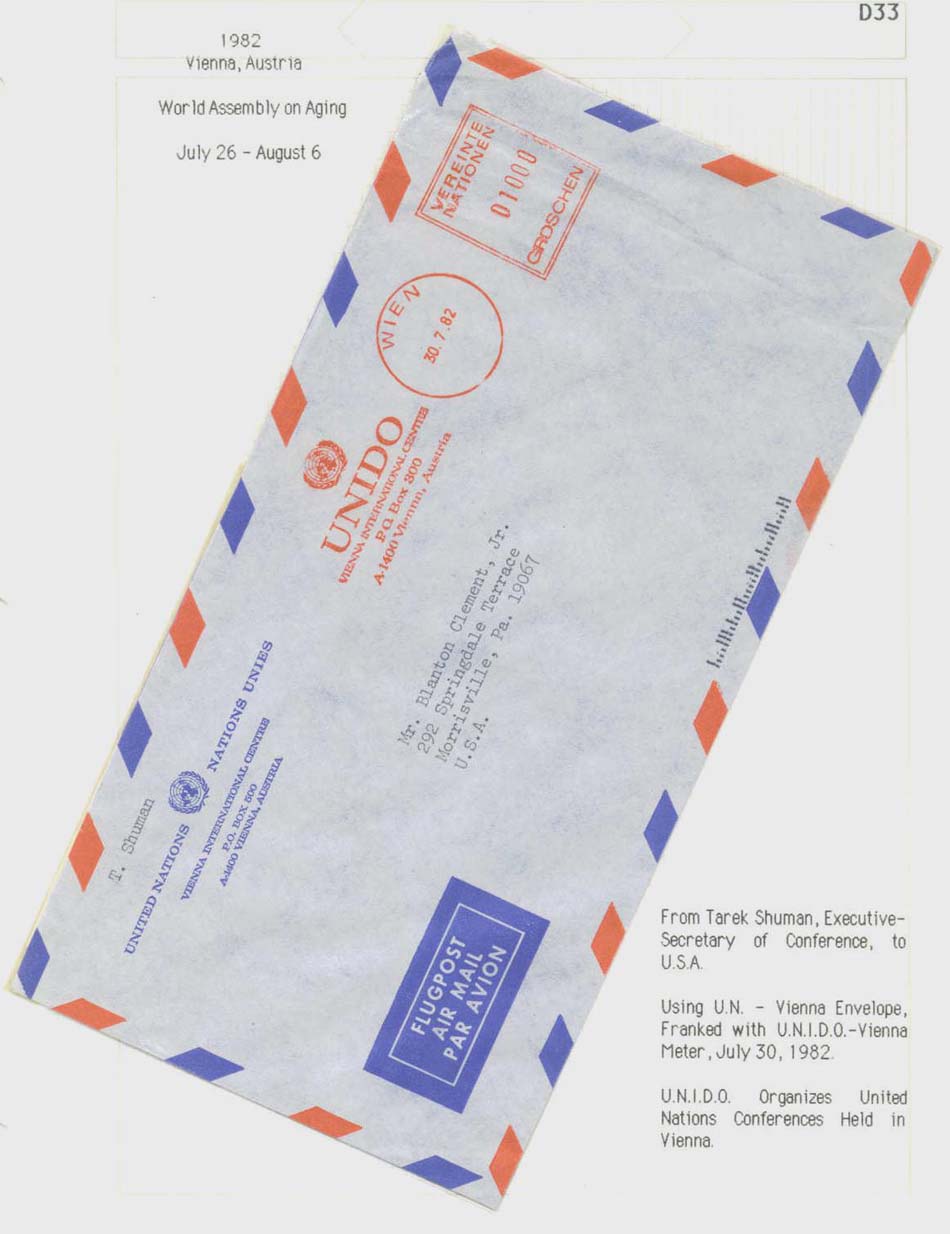 D33
1982
Vienna, Austria
World Assembly on Aging
July 26 - August 6
VEREINTE
NATIONEN
01000
GROSCHEN
WIEN
30.7.82
UNIDO
VIENNA INTERNATIONAL CENTRE
P.O. Box 300
A-1400 Viennn, Austria
Mr. Blanton Clement, Jr.
292 Springdale Terrace
Morrisville, Pa. 19067
U.S.A.
T. Shuman
UNITED NATIONS NATIONS UNIES
VIENNA INTERNATIONAL CENTRE
P.O. BOX 500
A-1400 VIENNA, AUSTRIA
FLUGPOST
AIR MAIL
PAR AVION
From Tarek Shuman, Executive-
Secretary of Conference, to
U.S.A.
Using U.N. - Vienna Envelope,
Franked with U.N.I.D.O.-Vienna
Meter, July 30, 1982.
U.N.I.D.O. Organizes United
Nations Conferences Held in
Vienna.